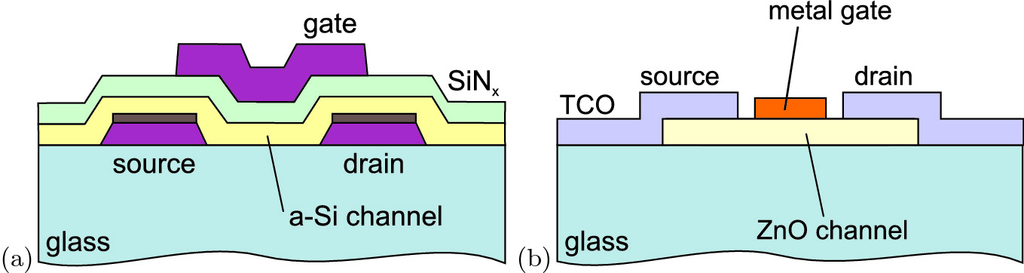 gate
SiNx
source
drain
a-Si channel
glass
(a)
metal gate
source
drain
TCO
ZnO channel
glass
(b)